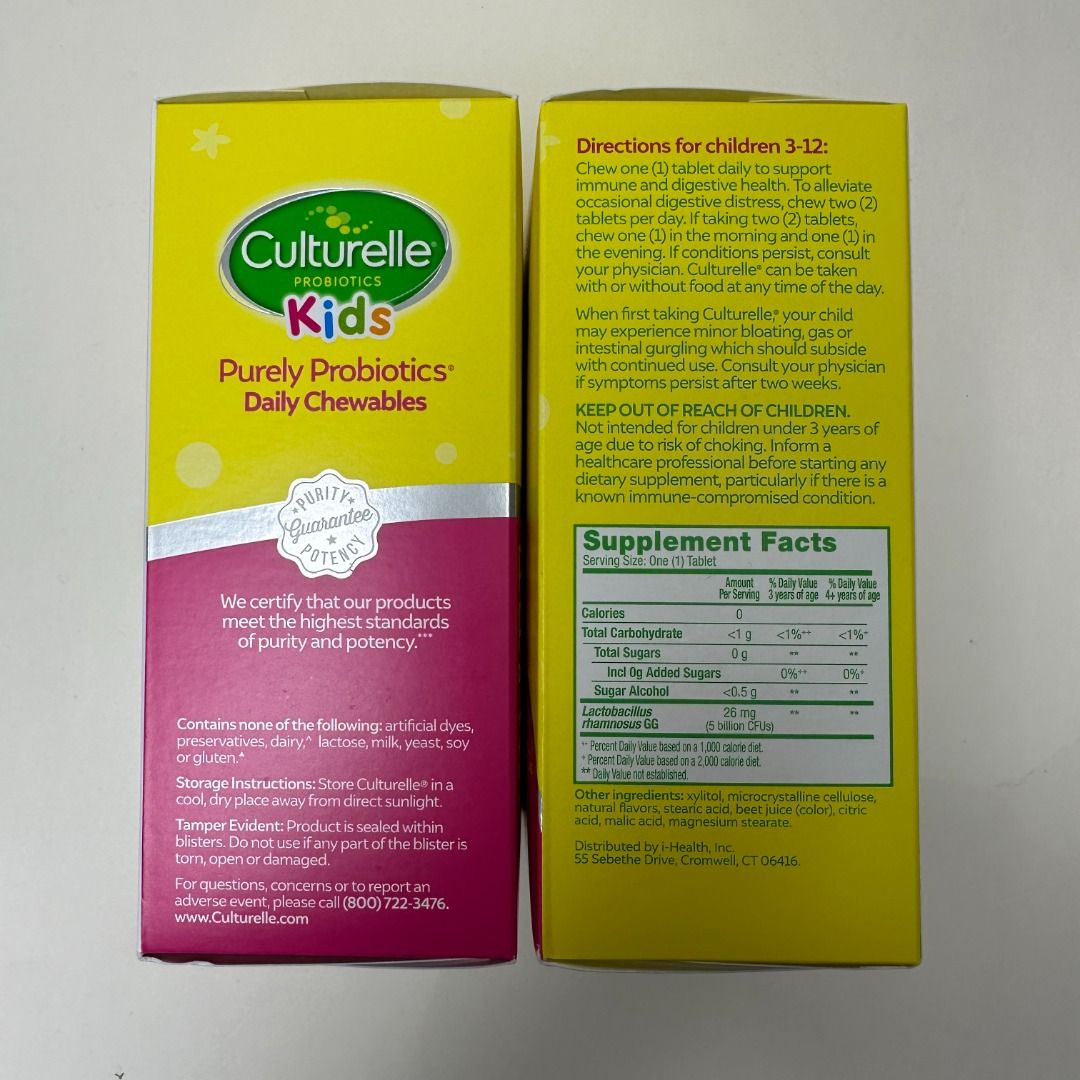 Culturelle®
PROBIOTICS
Kids
Purely Probiotics®
Daily Chewables
PURITY
Guarantee
POTENCY
We certify that our products
meet the highest standards
of purity and potency.***
Contains none of the following: artificial dyes,
preservatives, dairy,^ lactose, milk, yeast, soy
or gluten.▲
Storage Instructions: Store Culturelle® in a
cool, dry place away from direct sunlight.
Tamper Evident: Product is sealed within
blisters. Do not use if any part of the blister is
torn, open or damaged.
For questions, concerns or to report an
adverse event, please call (800) 722-3476.
www.Culturelle.com
Directions for children 3-12:
Chew one (1) tablet daily to support
immune and digestive health. To alleviate
occasional digestive distress, chew two (2)
tablets per day. If taking two (2) tablets,
chew one (1) in the morning and one (1) in
the evening. If conditions persist, consult
your physician. Culturelle® can be taken
with or without food at any time of the day.
When first taking Culturelle,® your child
may experience minor bloating, gas or
intestinal gurgling which should subside
with continued use. Consult your physician
if symptoms persist after two weeks.
KEEP OUT OF REACH OF CHILDREN.
Not intended for children under 3 years of
age due to risk of choking. Inform a
healthcare professional before starting any
dietary supplement, particularly if there is a
known immune-compromised condition.
Supplement Facts
Serving Size: One (1) Tablet
Amount % Daily Value % Daily Value
Per Serving 3 years of age 4+ years of age
Calories 0
Total Carbohydrate <1 g <1%++ <1%+
Total Sugars 0 g ** **
Incl 0g Added Sugars 0%++ 0%+
Sugar Alcohol <0.5 g ** **
Lactobacillus 26 mg ** **
rhamnosus GG (5 billion CFUs)
++ Percent Daily Value based on a 1,000 calorie diet.
+ Percent Daily Value based on a 2,000 calorie diet.
** Daily Value not established.
Other ingredients: xylitol, microcrystalline cellulose,
natural flavors, stearic acid, beet juice (color), citric
acid, malic acid, magnesium stearate.
Distributed by i-Health, Inc.
55 Sebethe Drive, Cromwell, CT 06416.